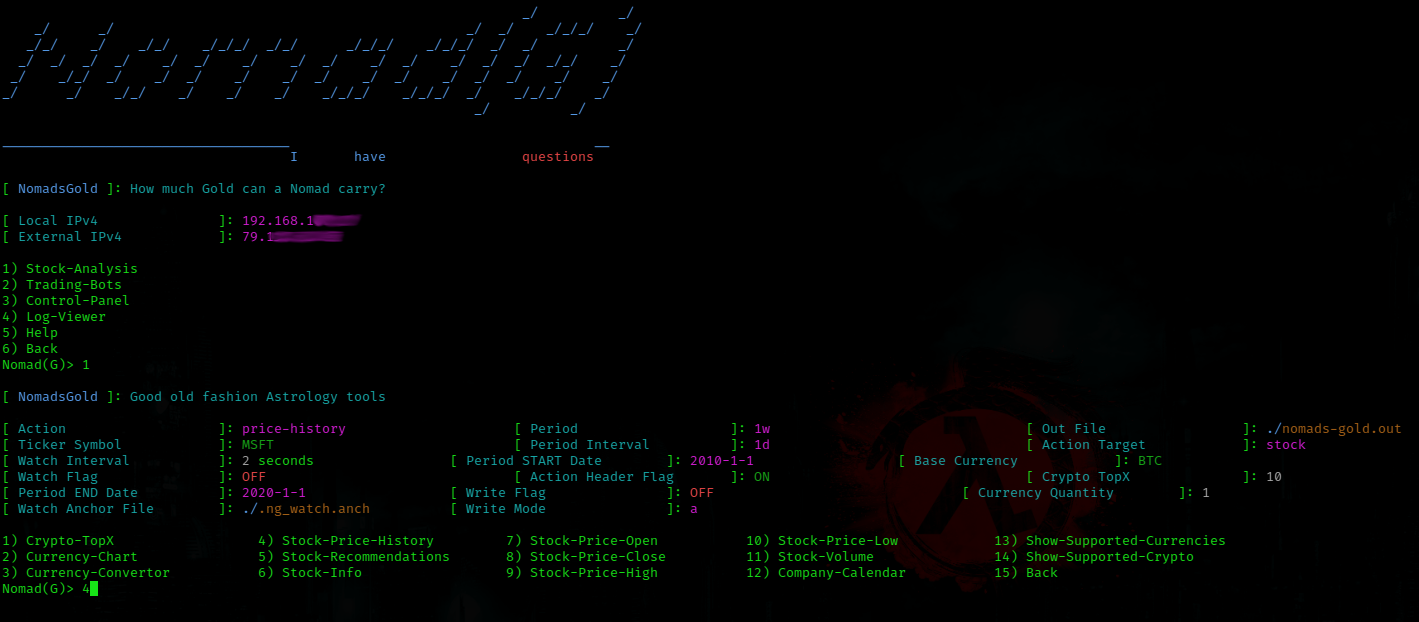 I have questions
[ NomadsGold ]: How much Gold can a Nomad carry?
[ Local IPv4 ]: 192.168.1
[ External IPv4 ]: 79.1
1) Stock-Analysis
2) Trading-Bots
3) Control-Panel
4) Log-Viewer
5) Help
6) Back
Nomad(G)> 1
[ NomadsGold ]: Good old fashion Astrology tools
[ Action ]: price-history [ Period ]: 1w [ Out File ]: ./nomads-gold.out
[ Ticker Symbol ]: MSFT [ Period Interval ]: 1d [ Action Target ]: stock
[ Watch Interval ]: 2 seconds [ Period START Date ]: 2010-1-1 [ Base Currency ]: BTC
[ Watch Flag ]: OFF [ Action Header Flag ]: ON [ Crypto TopX ]: 10
[ Period END Date ]: 2020-1-1 [ Write Flag ]: OFF [ Currency Quantity ]: 1
[ Watch Anchor File ]: ./.ng_watch.anch [ Write Mode ]: a
1) Crypto-TopX 4) Stock-Price-History 7) Stock-Price-Open 10) Stock-Price-Low 13) Show-Supported-Currencies
2) Currency-Chart 5) Stock-Recommendations 8) Stock-Price-Close 11) Stock-Volume 14) Show-Supported-Crypto
3) Currency-Convertor 6) Stock-Info 9) Stock-Price-High 12) Company-Calendar 15) Back
Nomad(G)> 4